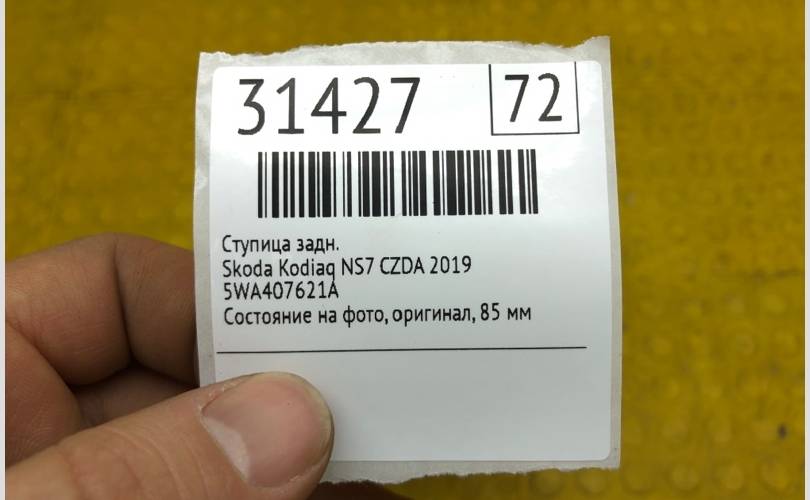 31427
72
Ступица задн.
Skoda Kodiaq NS7 CZDA 2019
5WA407621A
Состояние на фото, оригинал, 85 мм